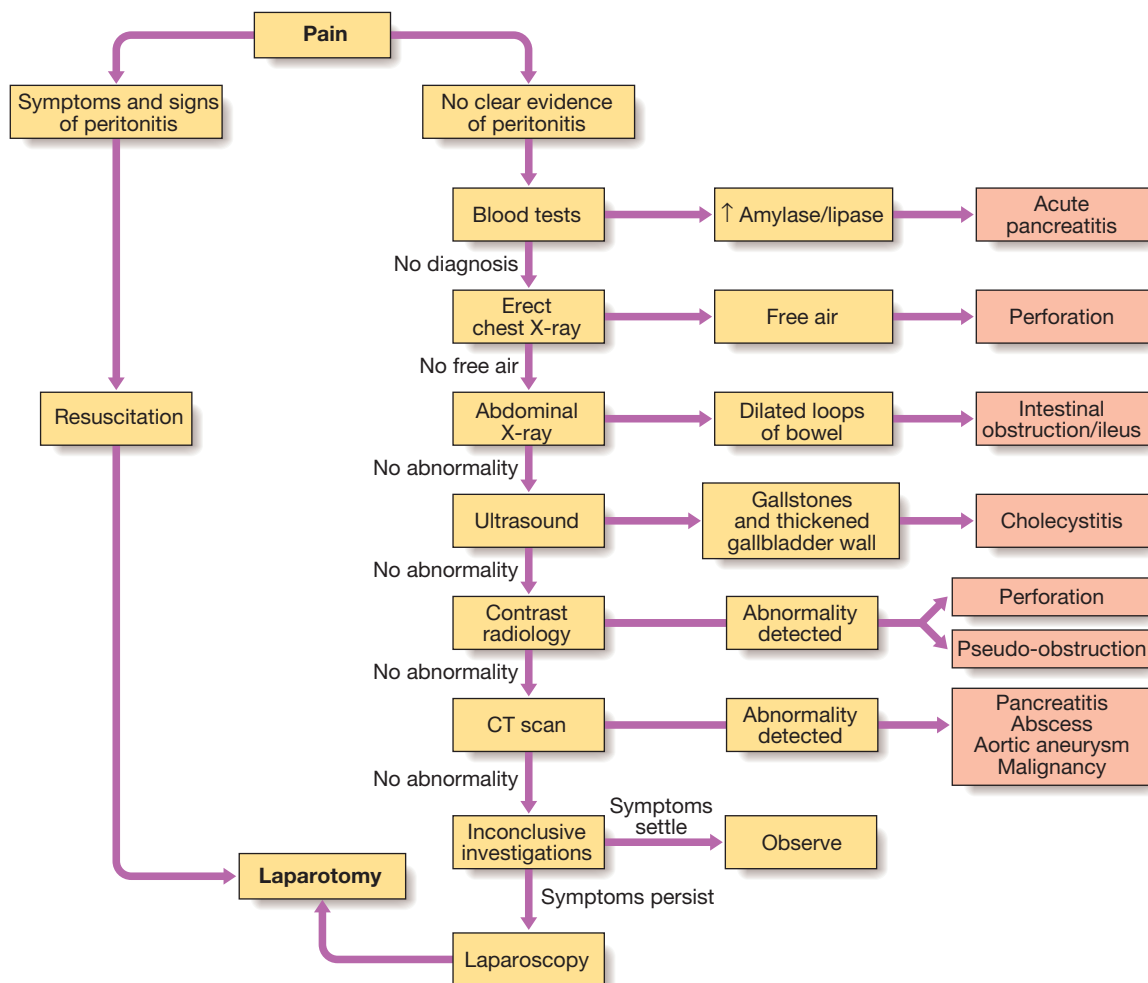 Pain
Symptoms and signs
of peritonitis
No clear evidence
of peritonitis
Blood tests
↑ Amylase/lipase
Acute
pancreatitis
No diagnosis
Erect
chest X-ray
Free air
Perforation
No free air
Resuscitation
Abdominal
X-ray
Dilated loops
of bowel
Intestinal
obstruction/ileus
No abnormality
Ultrasound
Gallstones
and thickened
gallbladder wall
Cholecystitis
No abnormality
Contrast
radiology
Abnormality
detected
Perforation
Pseudo-obstruction
No abnormality
CT scan
Abnormality
detected
Pancreatitis
Abscess
Aortic aneurysm
Malignancy
No abnormality
Inconclusive
investigations
Symptoms
settle
Observe
Laparotomy
Symptoms persist
Laparoscopy